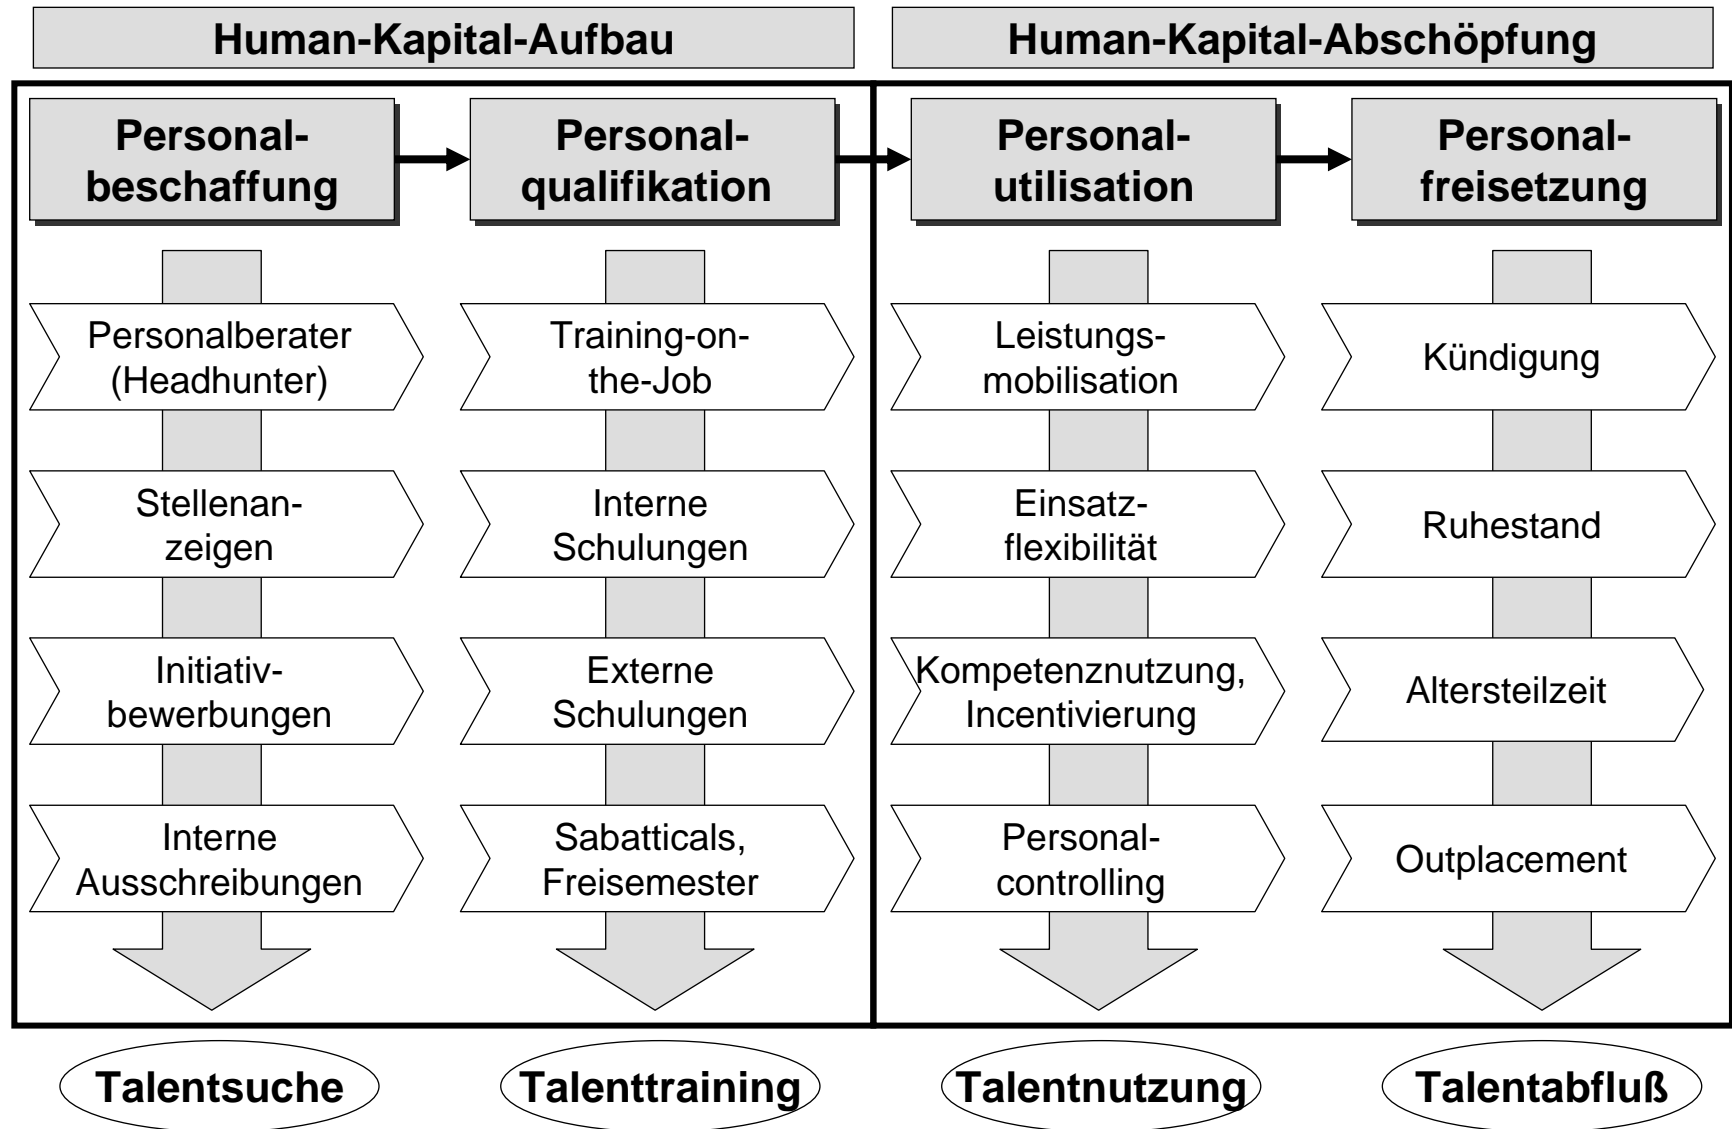 Human-Kapital-Aufbau
Human-Kapital-Abschöpfung
Personal-
beschaffung
Personal-
qualifikation
Personal-
utilisation
Personal-
freisetzung
Personalberater
(Headhunter)
Training-on-
the-Job
Leistungs-
mobilisation
Kündigung
Stellenan-
zeigen
Interne
Schulungen
Einsatz-
flexibilität
Ruhestand
Initiativ-
bewerbungen
Externe
Schulungen
Kompetenznutzung,
Incentivierung
Altersteilzeit
Interne
Ausschreibungen
Sabatticals,
Freisemester
Personal-
controlling
Outplacement
Talentsuche
Talenttraining
Talentnutzung
Talentabfluß